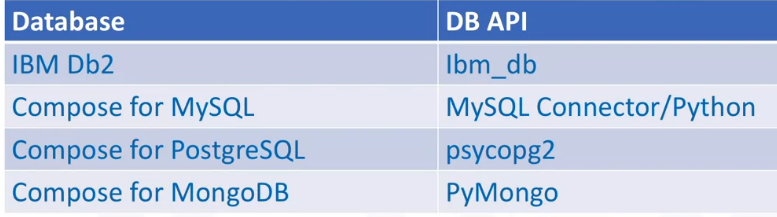 Database DB API
IBM Db2 Ibm_db
Compose for MySQL MySQL Connector/Python
Compose for PostgreSQL psycopg2
Compose for MongoDB PyMongo